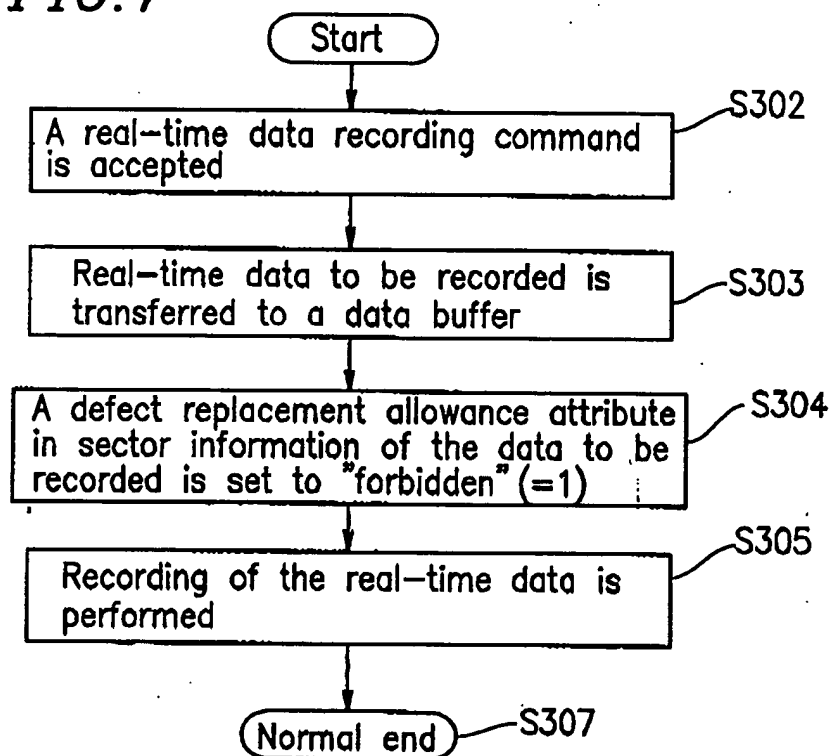 FIG.7
Start
S302
A real-time data recording command
is accepted
S303
Real-time data to be recorded is
transferred to a data buffer
S304
A defect replacement allowance attribute
in sector information of the data to be
recorded is set to "forbidden" (=1)
S305
Recording of the real-time data is
performed
Normal end
S307